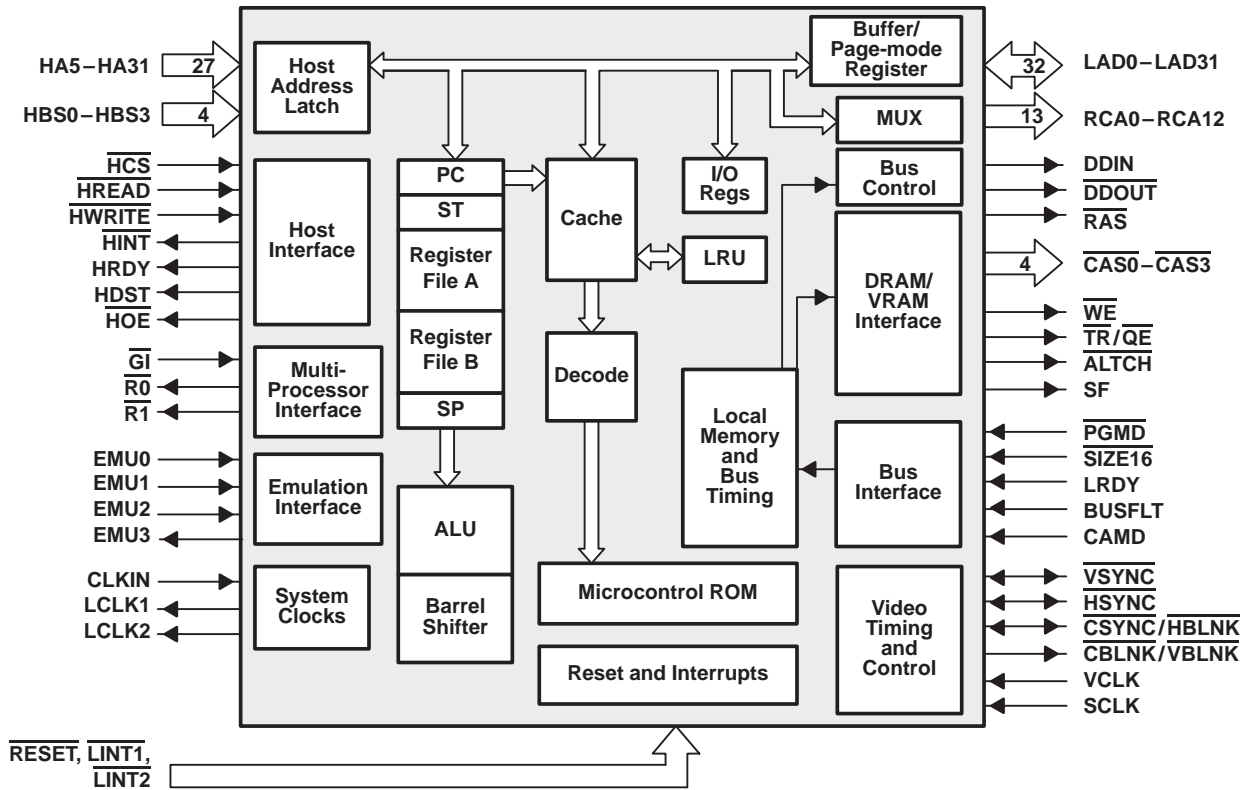 HA5–HA31
27
HBS0–HBS3
4
HCS
HREAD
HWRITE
HINT
HRDY
HDST
HOE
GI
R0
R1
EMU0
EMU1
EMU2
EMU3
CLKIN
LCLK1
LCLK2
RESET, LINT1,
LINT2
Host
Address
Latch
Host
Interface
Multi-
Processor
Interface
Emulation
Interface
System
Clocks
PC
ST
Register
File A
Register
File B
SP
ALU
Barrel
Shifter
Cache
LRU
Decode
I/O
Regs
Local
Memory
and
Bus
Timing
Microcontrol ROM
Reset and Interrupts
Buffer/
Page-mode
Register
MUX
Bus
Control
DRAM/
VRAM
Interface
Bus
Interface
Video
Timing
and
Control
32
LAD0–LAD31
13
RCA0–RCA12
DDIN
DDOUT
RAS
4
CAS0–CAS3
WE
TR/QE
ALTCH
SF
PGMD
SIZE16
LRDY
BUSFLT
CAMD
VSYNC
HSYNC
CSYNC/HBLNK
CBLNK/VBLNK
VCLK
SCLK